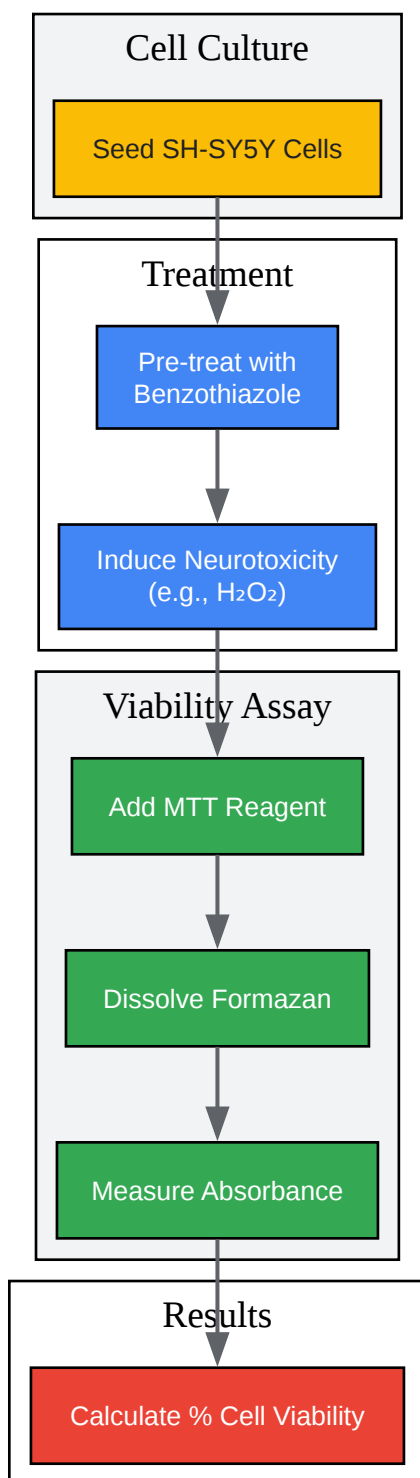 Cell Culture
Seed SH-SY5Y Cells
Treatment
Pre-treat with
Benzothiazole
Induce Neurotoxicity
(e.g., H₂O₂)
Viability Assay
Add MTT Reagent
Dissolve Formazan
Measure Absorbance
Results
Calculate % Cell Viability